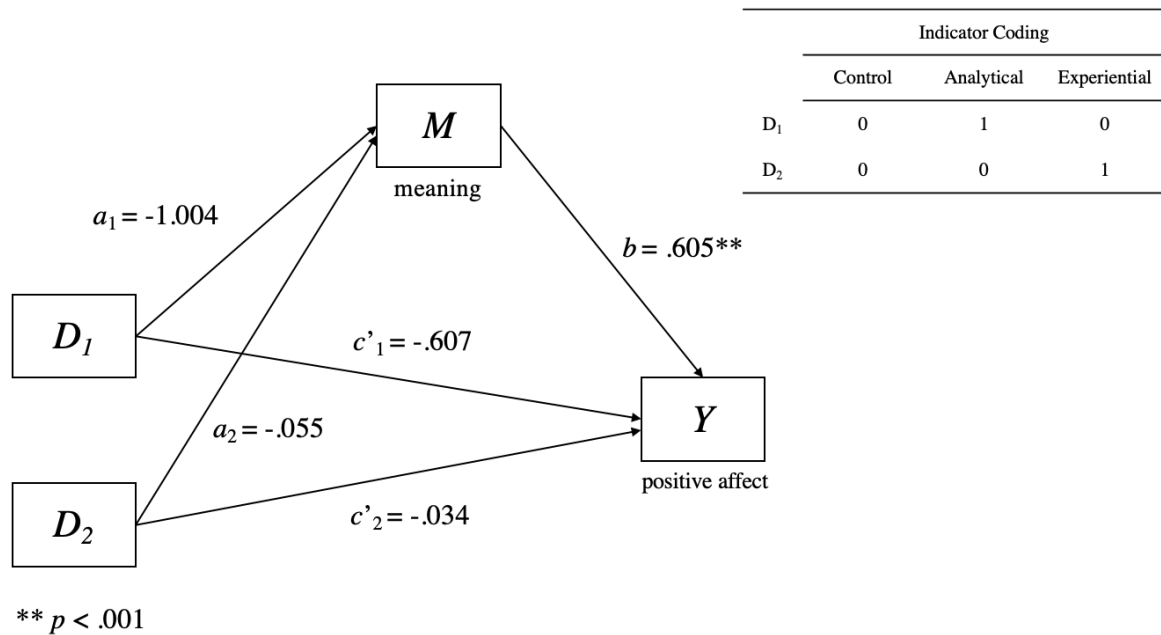 Indicator Coding
Control Analytical Experiential
D₁ 0 1 0
D₂ 0 0 1
M
meaning
a₁ = -1.004
b = .605**
D₁
c’₁ = -.607
Y
a₂ = -.055
positive affect
D₂
c’₂ = -.034
** p < .001